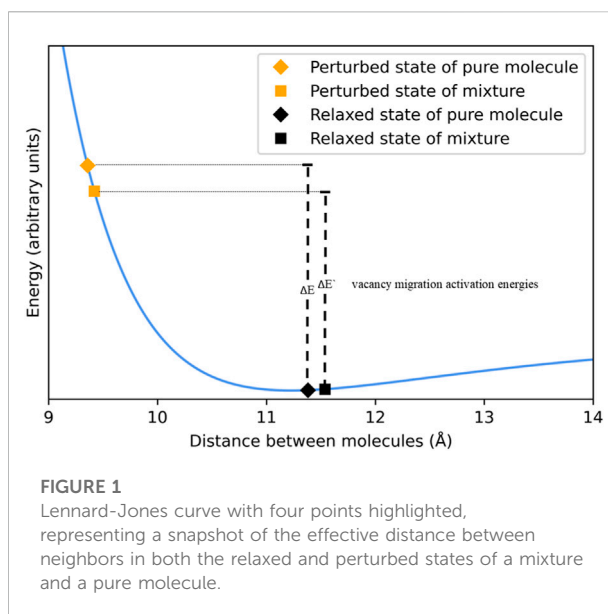 Perturbed state of pure molecule
Perturbed state of mixture
Relaxed state of pure molecule
Relaxed state of mixture
Energy (arbitrary units)
ΔE ΔE` vacancy migration activation energies
9 10 11 12 13 14
Distance between molecules (Å)
FIGURE 1
Lennard-Jones curve with four points highlighted,
representing a snapshot of the effective distance between
neighbors in both the relaxed and perturbed states of a mixture
and a pure molecule.